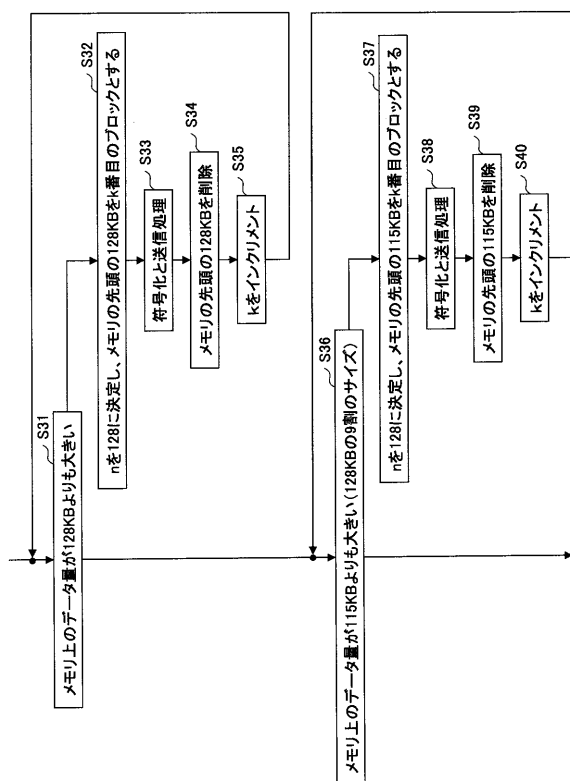 S31
メモリ上のデータ量が128KBよりも大きい
S32
nを128に決定し、メモリの先頭の128KBをk番目のブロックとする
S33
符号化と送信処理
S34
メモリの先頭の128KBを削除
S35
kをインクリメント
S36
メモリ上のデータ量が115KBよりも大きい(128KBの9割のサイズ)
S37
nを128に決定し、メモリの先頭の115KBをk番目のブロックとする
S38
符号化と送信処理
S39
メモリの先頭の115KBを削除
S40
kをインクリメント